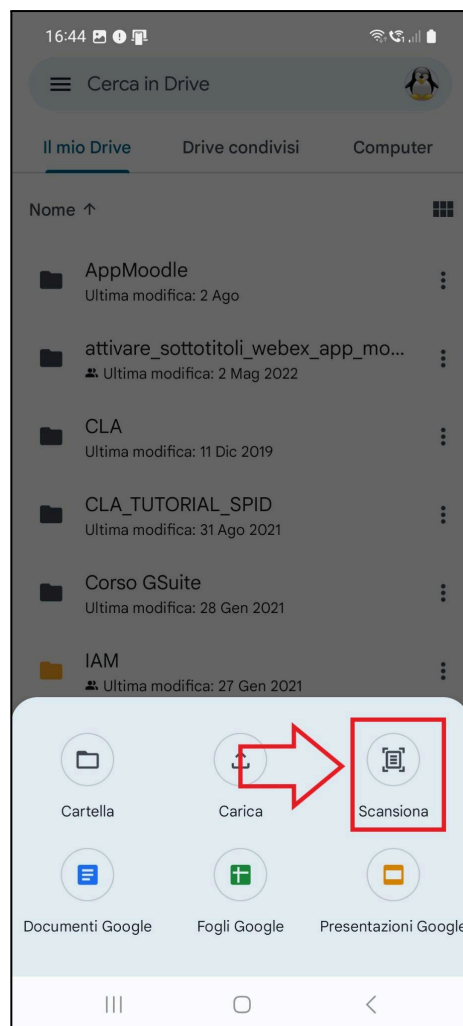 16:44
Cerca in Drive
Il mio Drive Drive condivisi Computer
Nome
AppMoodle
Ultima modifica: 2 Ago
attivare_sottotitoli_webex_app_mo...
Ultima modifica: 2 Mag 2022
CLA
Ultima modifica: 11 Dic 2019
CLA_TUTORIAL_SPID
Ultima modifica: 31 Ago 2021
Corso GSuite
Ultima modifica: 28 Gen 2021
IAM
Ultima modifica: 27 Gen 2021
Cartella Carica Scansiona
Documenti Google Fogli Google Presentazioni Google